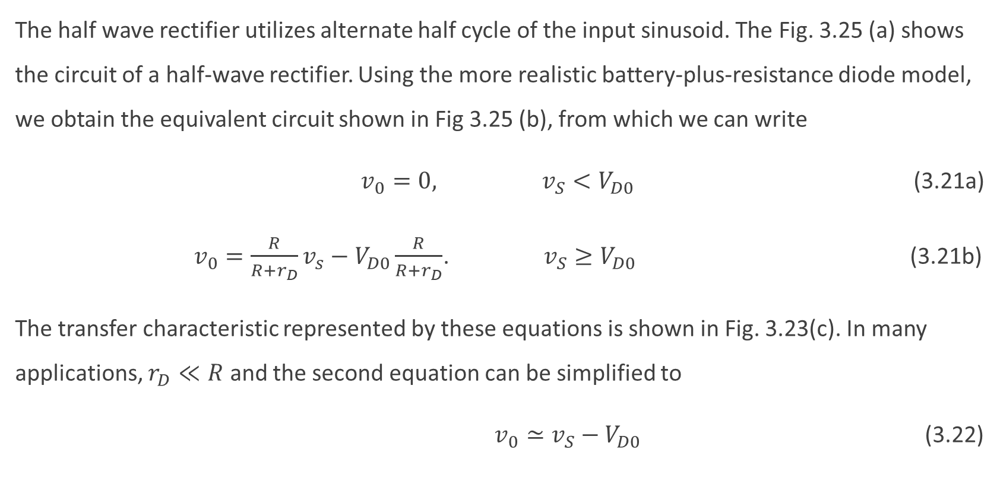 The half wave rectifier utilizes alternate half cycle of the input sinusoid. The Fig. 3.25 (a) shows
the circuit of a half-wave rectifier. Using the more realistic battery-plus-resistance diode model,
we obtain the equivalent circuit shown in Fig 3.25 (b), from which we can write
$v_0 = 0,$ $v_S < V_{D0}$ (3.21a)
$v_0 = \frac{R}{R+r_D} v_s - V_{D0} \frac{R}{R+r_D}.$ $v_S \geq V_{D0}$ (3.21b)
The transfer characteristic represented by these equations is shown in Fig. 3.23(c). In many
applications, $r_D \ll R$ and the second equation can be simplified to
$v_0 \simeq v_S - V_{D0}$ (3.22)